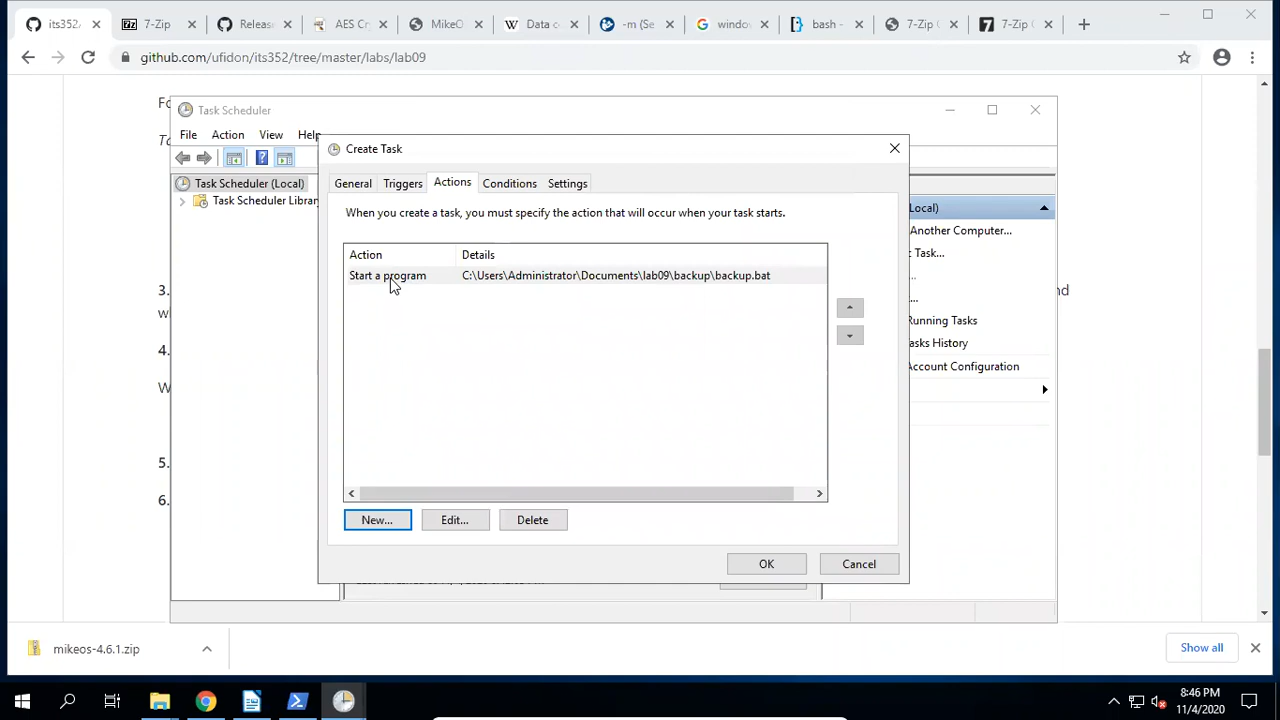 its352/
7-Zip
Release
AES Cry
MikeO
Data c
-m (Se
window
bash -
7-Zip C
7-Zip (
github.com/ufidon/its352/tree/master/labs/lab09
Fo
Task Scheduler
File Action View Help
Create Task
General Triggers Actions Conditions Settings
Task Scheduler (Local)
Task Scheduler Library
When you create a task, you must specify the action that will occur when your task starts.
Local)
Another Computer...
k Task...
Action Details
Start a program C:\Users\Administrator\Documents\lab09\backup\backup.bat
3. nd
w
Running Tasks
asks History
4.
Account Configuration
W
5.
6.
New... Edit... Delete
OK Cancel
mikeos-4.6.1.zip
Show all
8:46 PM
11/4/2020